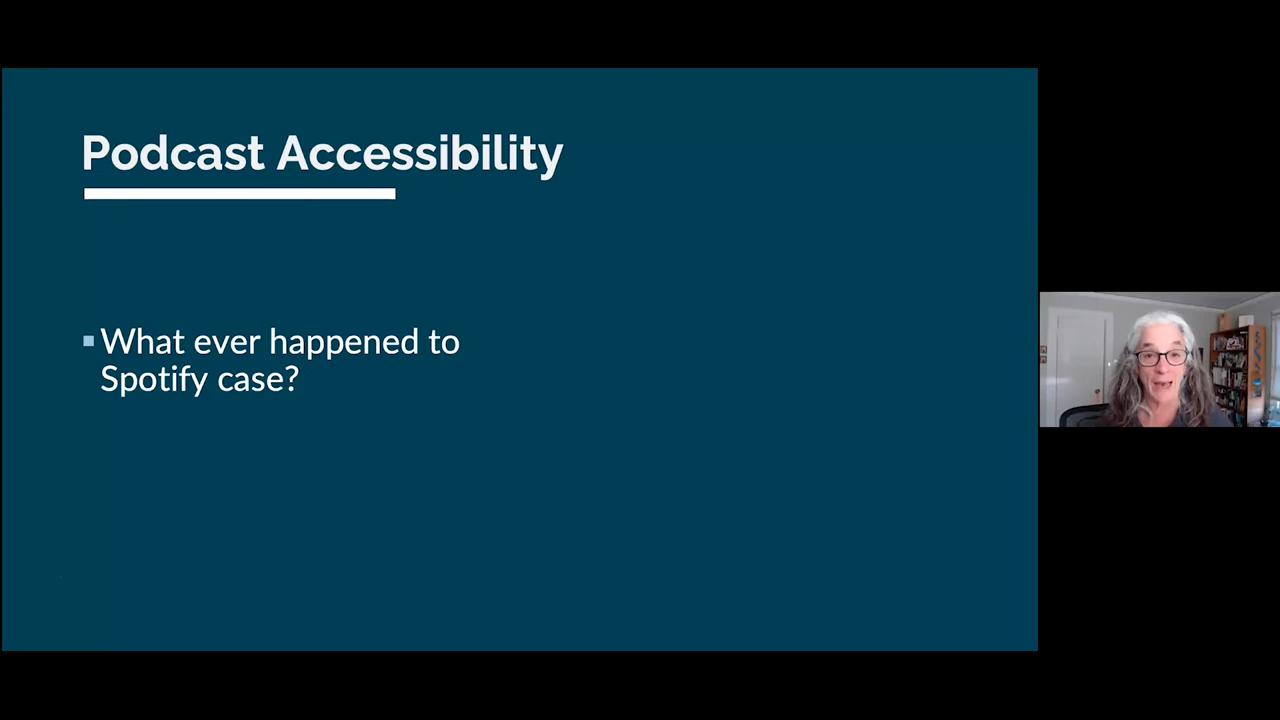 Podcast Accessibility
▪What ever happened to
Spotify case?